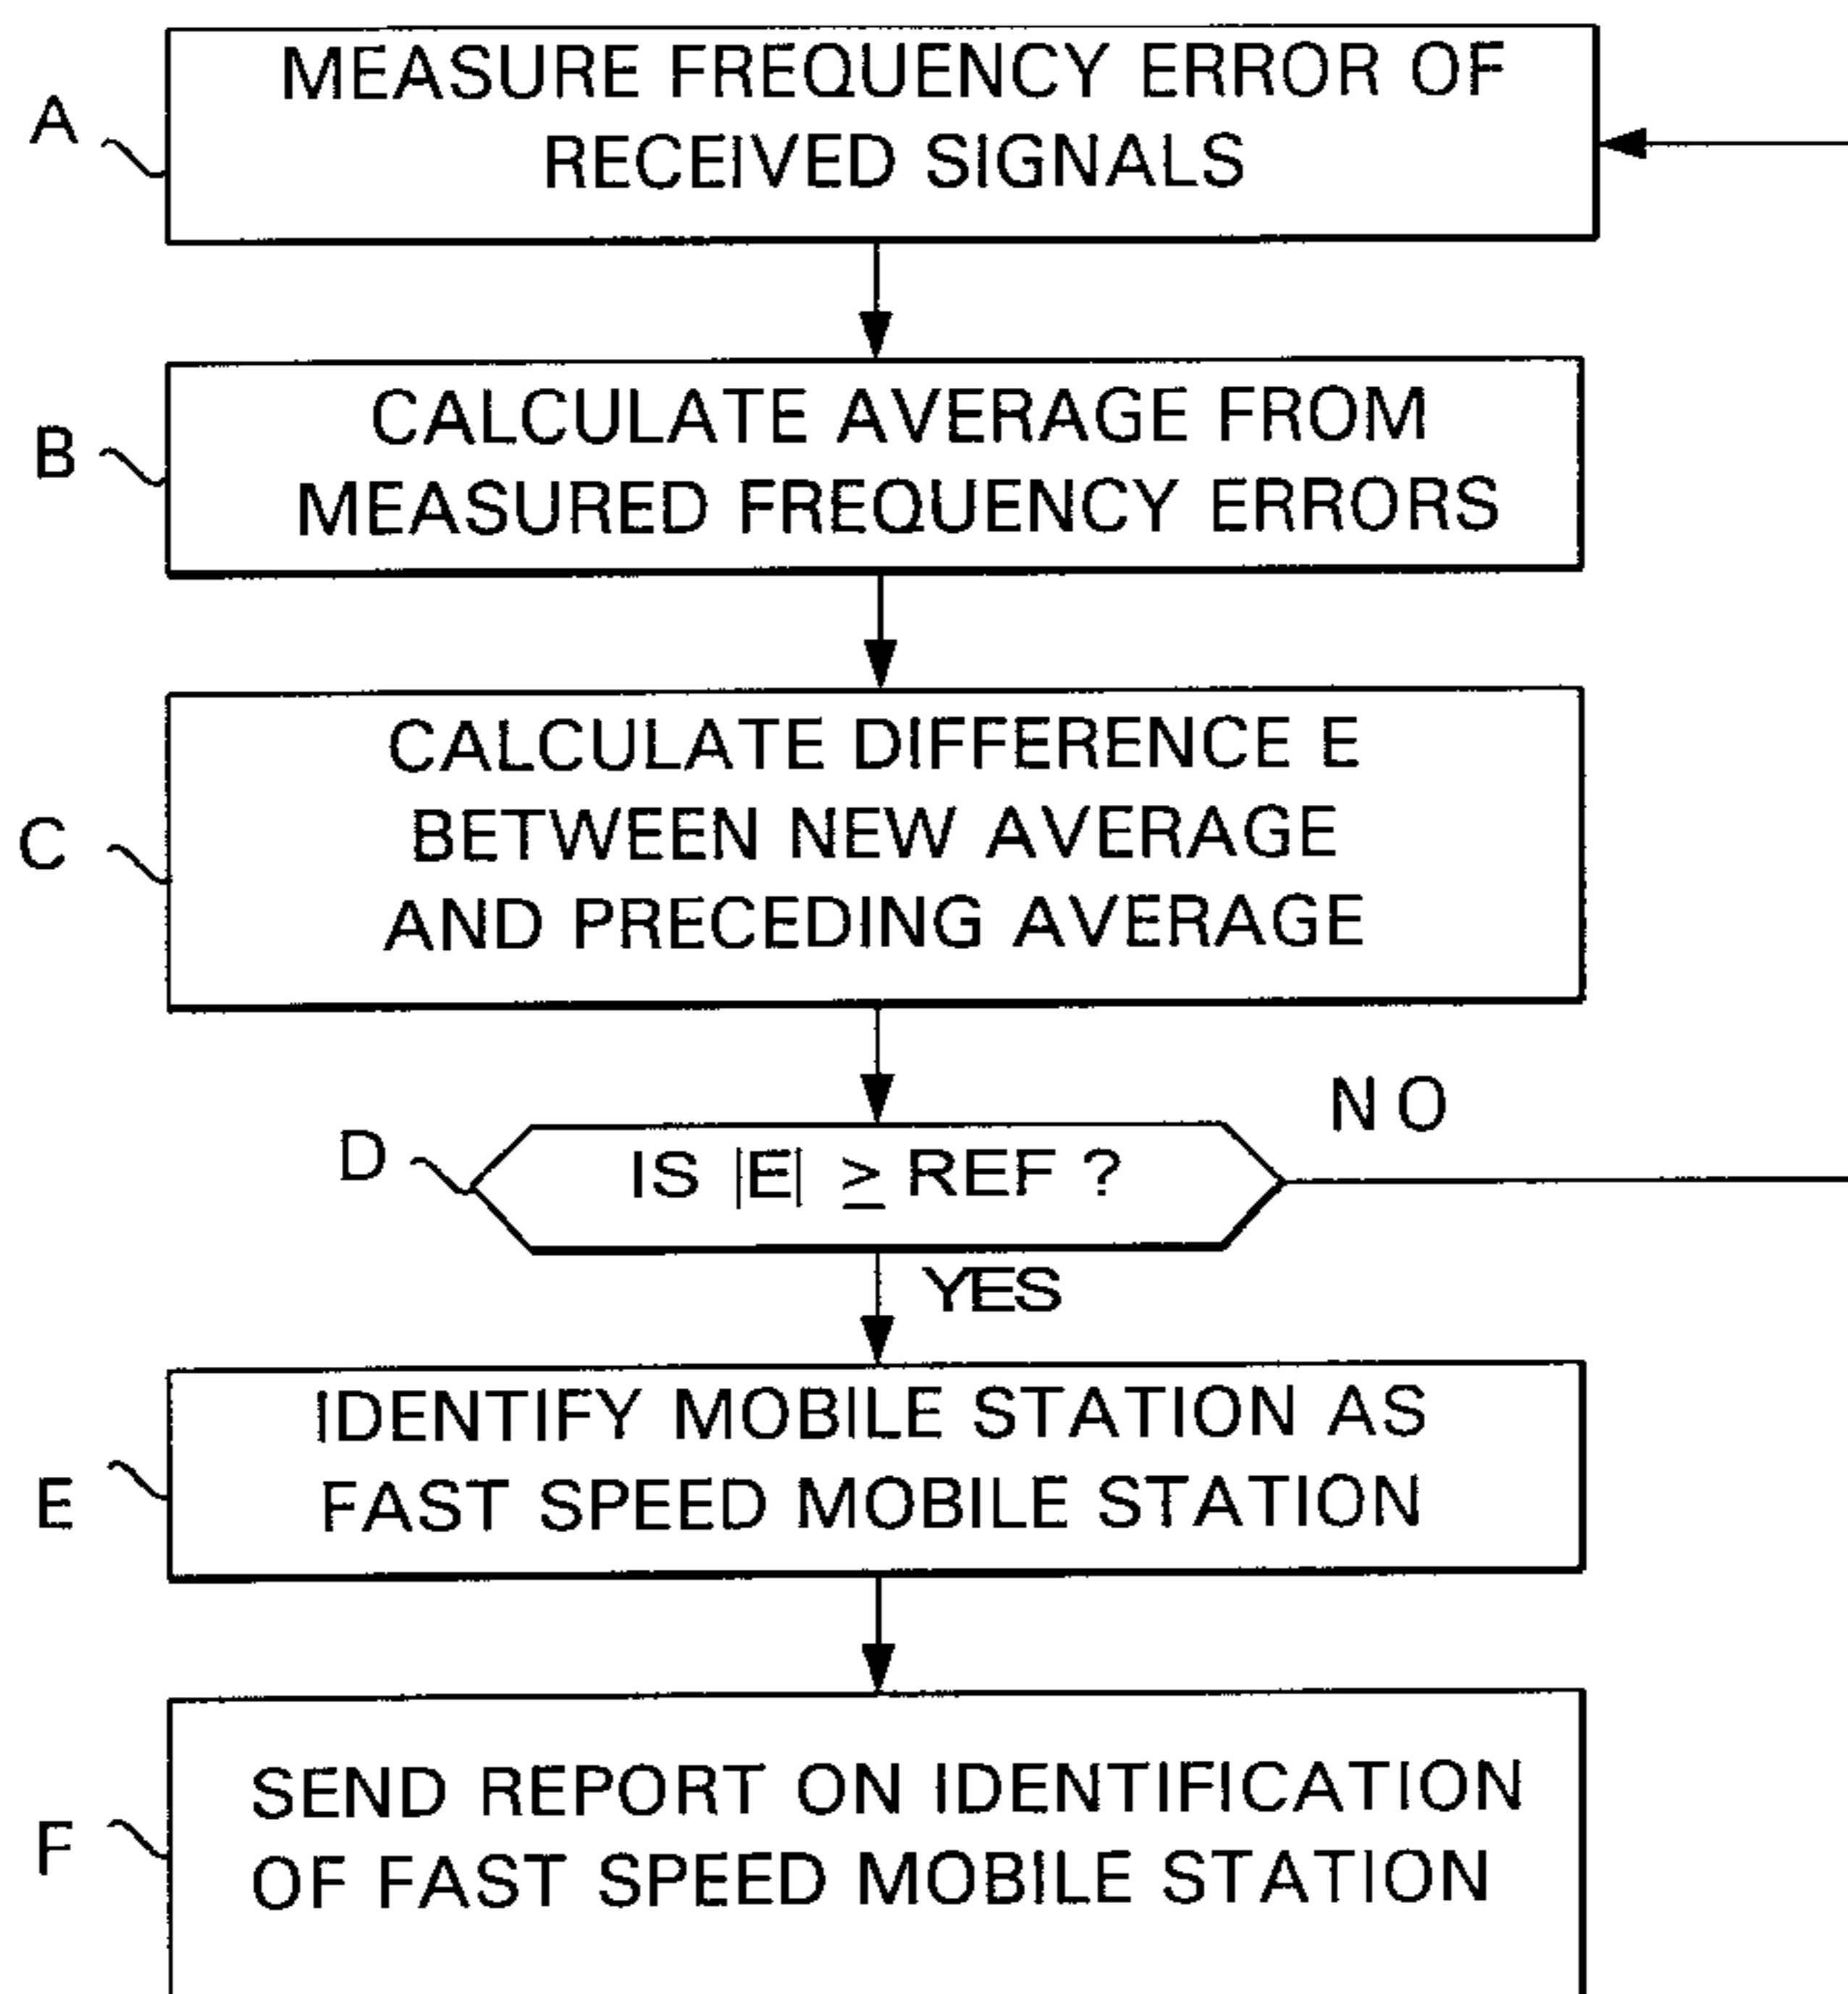 MEASURE FREQUENCY ERROR OF
RECEIVED SIGNALS
A
CALCULATE AVERAGE FROM
MEASURED FREQUENCY ERRORS
B
CALCULATE DIFFERENCE E
BETWEEN NEW AVERAGE
AND PRECEDING AVERAGE
C
NO
D
IS |E| ≥ REF ?
YES
IDENTIFY MOBILE STATION AS
FAST SPEED MOBILE STATION
E
SEND REPORT ON IDENTIFICATION
OF FAST SPEED MOBILE STATION
F